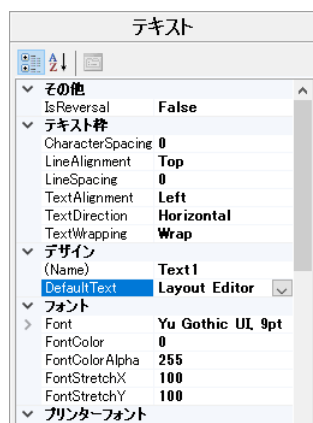 テキスト
その他
IsReversal False
テキスト枠
CharacterSpacing 0
LineAlignment Top
LineSpacing 0
TextAlignment Left
TextDirection Horizontal
TextWrapping Wrap
デザイン
(Name) Text1
DefaultText Layout Editor
フォント
Font Yu Gothic UI, 9pt
FontColor 0
FontColorAlpha 255
FontStretchX 100
FontStretchY 100
プリンターフォント